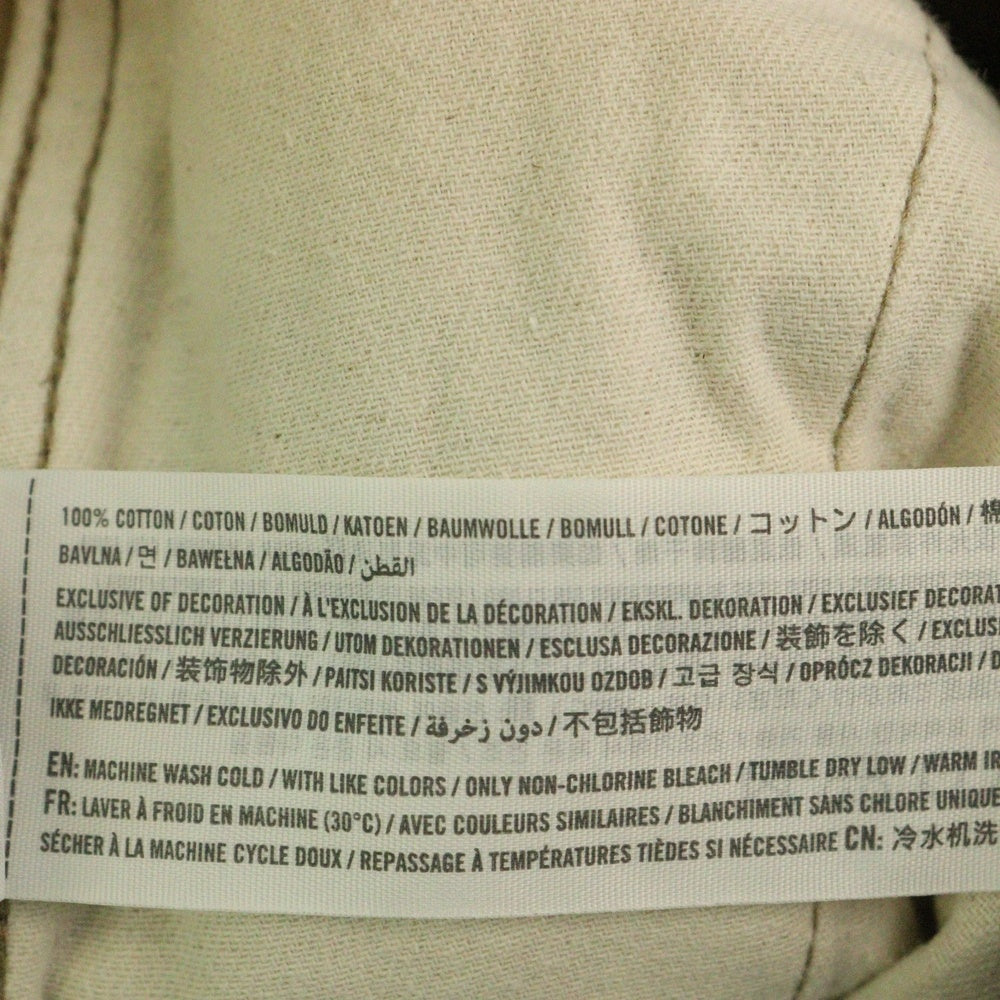 100% COTTON / COTON / BOMULD / KATOEN / BAUMWOLLE / BOMULL / COTONE / コットン / ALGODÓN / 棉
BAVLNA / 면 / BAWEŁNA / ALGODÃO / القطن
EXCLUSIVE OF DECORATION / À L'EXCLUSION DE LA DÉCORATION / EKSKL. DEKORATION / EXCLUSIEF DECORAT
AUSSCHLIESSLICH VERZIERUNG / UTOM DEKORATIONEN / ESCLUSA DECORAZIONE / 装飾を除く / EXCLUS
DECORACIÓN / 装饰物除外 / PAITSI KORISTE / S VÝJIMKOU OZDOB / 고급 장식 / OPRÓCZ DEKORACJI / D
IKKE MEDREGNET / EXCLUSIVO DO ENFEITE / دون زخرفة / 不包括飾物
EN: MACHINE WASH COLD / WITH LIKE COLORS / ONLY NON-CHLORINE BLEACH / TUMBLE DRY LOW / WARM IR
FR: LAVER À FROID EN MACHINE (30°C) / AVEC COULEURS SIMILAIRES / BLANCHIMENT SANS CHLORE UNIQUE
SÉCHER À LA MACHINE CYCLE DOUX / REPASSAGE À TEMPÉRATURES TIÈDES SI NÉCESSAIRE CN: 冷水机洗